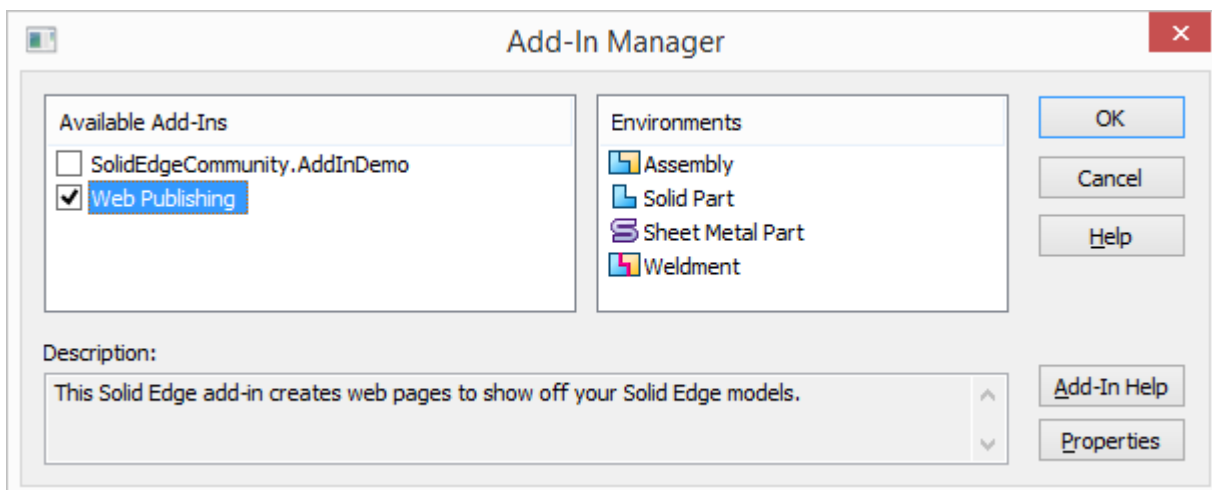 Add-In Manager
Available Add-Ins
SolidEdgeCommunity.AddInDemo
Web Publishing
Environments
Assembly
Solid Part
Sheet Metal Part
Weldment
OK
Cancel
Help
Description:
This Solid Edge add-in creates web pages to show off your Solid Edge models.
Add-In Help
Properties